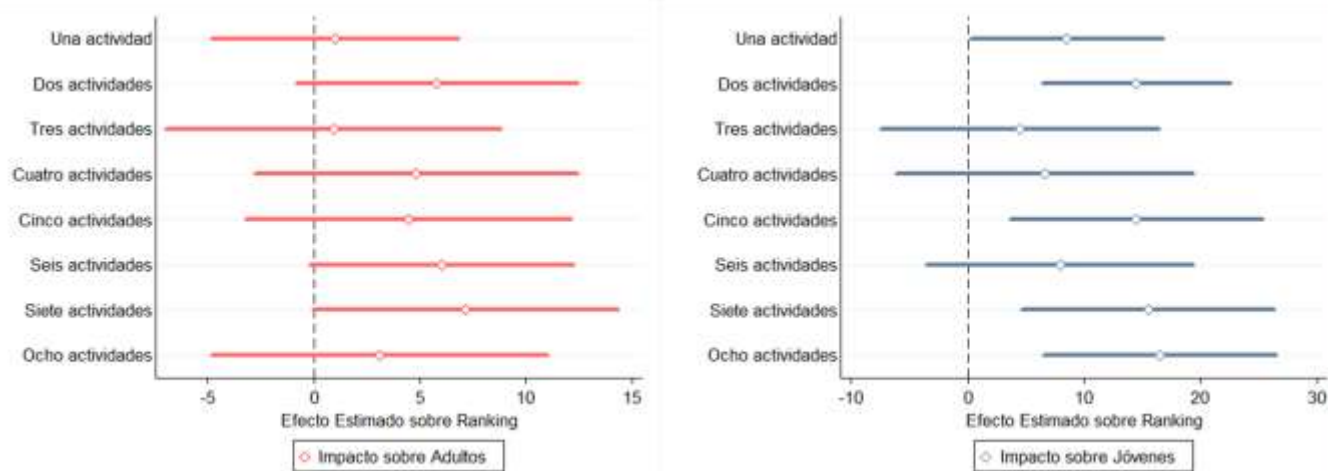 Una actividad
Dos actividades
Tres actividades
Cuatro actividades
Cinco actividades
Seis actividades
Siete actividades
Ocho actividades
-5 0 5 10 15
Efecto Estimado sobre Ranking
Impacto sobre Adultos
Una actividad
Dos actividades
Tres actividades
Cuatro actividades
Cinco actividades
Seis actividades
Siete actividades
Ocho actividades
-10 0 10 20 30
Efecto Estimado sobre Ranking
Impacto sobre Jóvenes